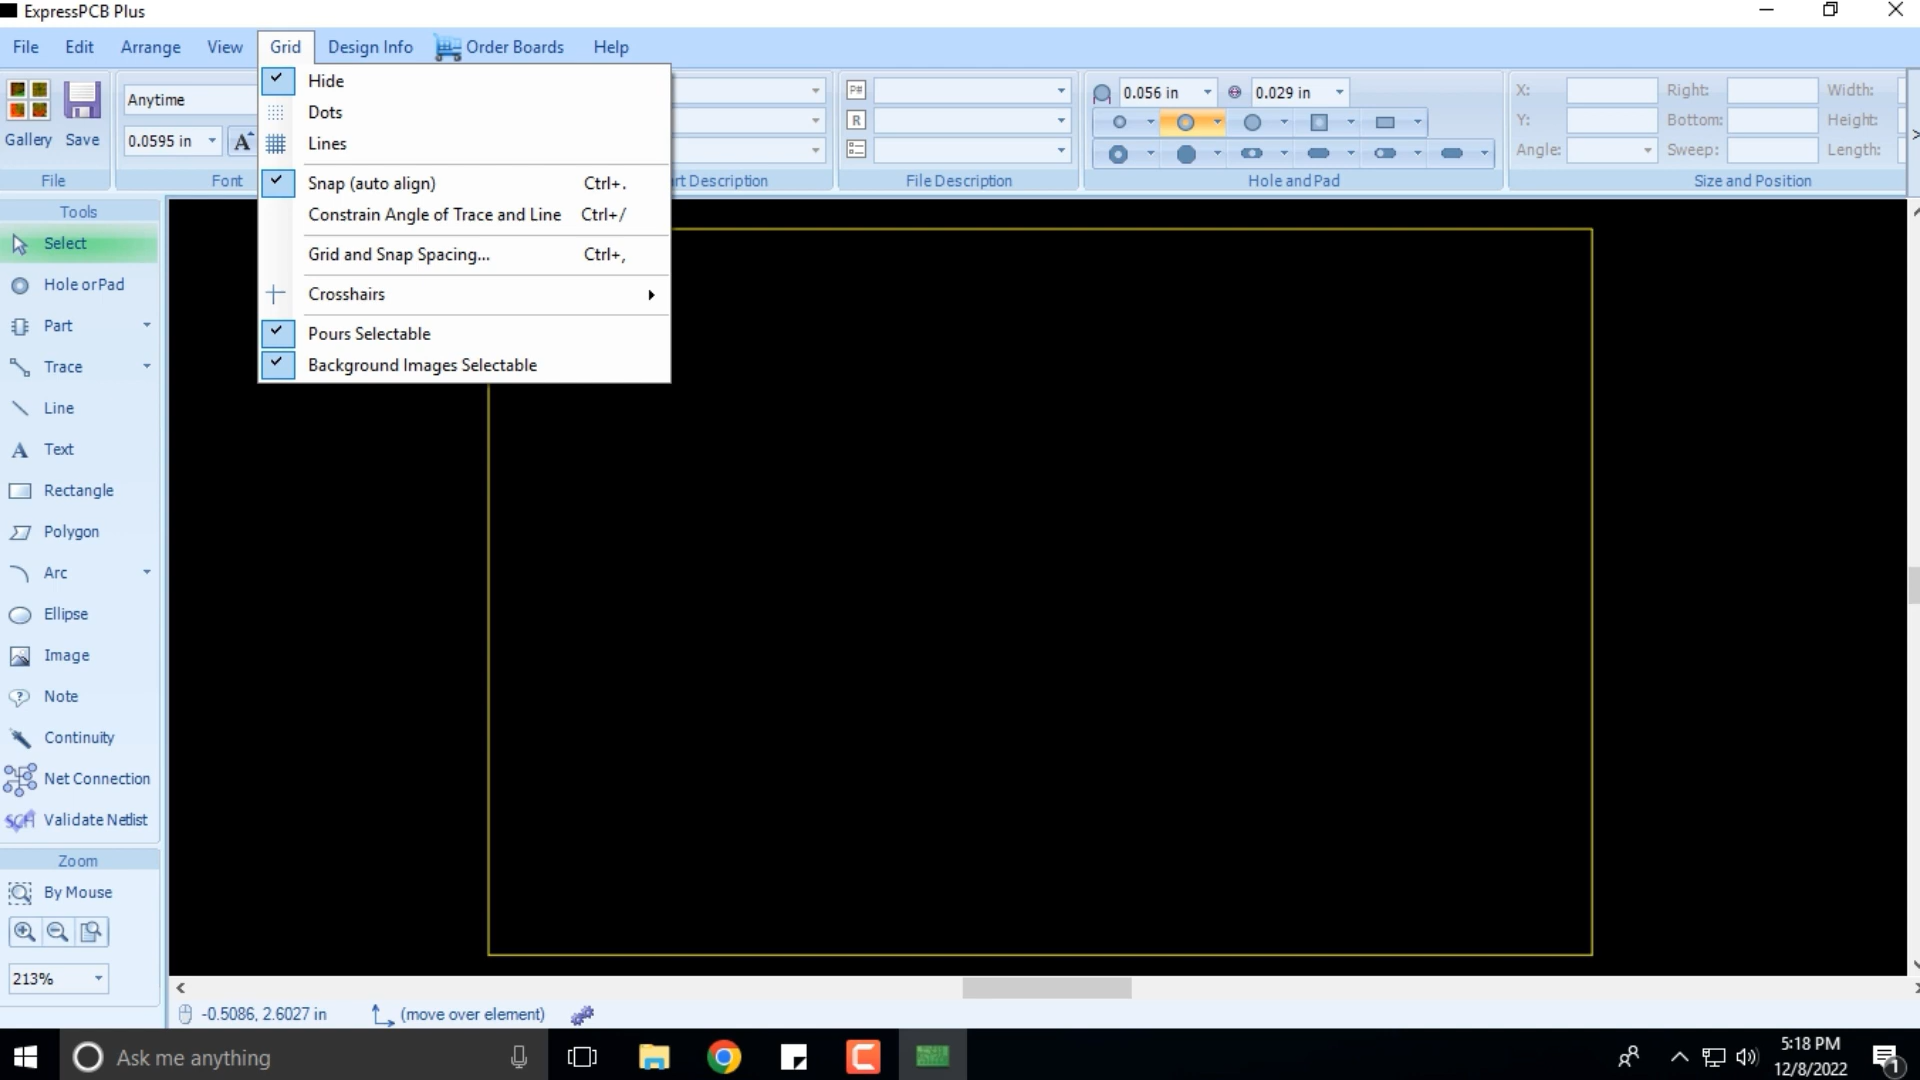 ExpressPCB Plus
File Edit Arrange View Grid Design Info Order Boards Help
Gallery Save
File
Anytime
0.0595 in
A
Font
Hide
Dots
Lines
Snap (auto align) Ctrl+.
Constrain Angle of Trace and Line Ctrl+/
Grid and Snap Spacing... Ctrl+,
Crosshairs
Pours Selectable
Background Images Selectable
rt Description
P#
R
File Description
0.056 in 0.029 in
Hole and Pad
X: Right: Width:
Y: Bottom: Height:
Angle: Sweep: Length:
Size and Position
Tools
Select
Hole or Pad
Part
Trace
Line
Text
Rectangle
Polygon
Arc
Ellipse
Image
Note
Continuity
Net Connection
Validate Netlist
Zoom
By Mouse
213%
-0.5086, 2.6027 in (move over element)
Ask me anything
5:18 PM
12/8/2022
1